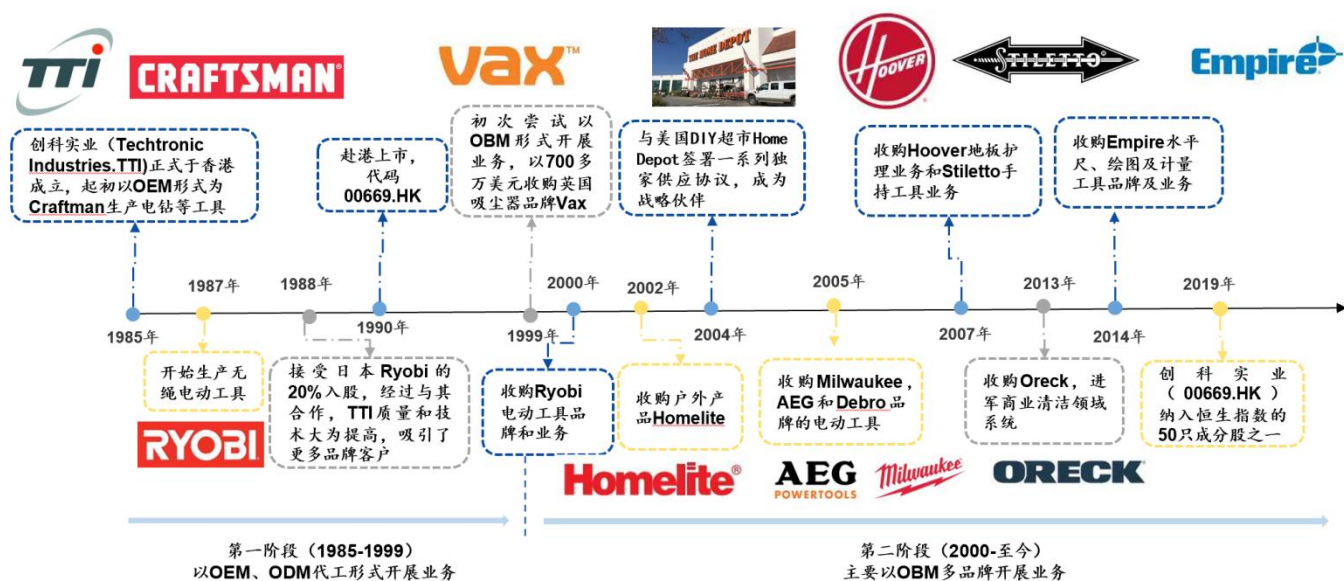 TTI
CRAFTSMAN®
vax™
THE HOME DEPOT
HOOVER®
STILETTO®
Empire®
创科实业（Techtronic
Industries.TTI)正式于香港
成立，起初以OEM形式为
Craftman生产电钻等工具
赴港上市，
代码
00669.HK
初次尝试以
OBM形式开展
业务，以700多
万美元收购英国
吸尘器品牌Vax
与美国DIY超市Home
Depot签署一系列独
家供应协议，成为
战略伙伴
收购Hoover地板护
理业务和Stiletto手
持工具业务
收购Empire水平
尺、绘图及计量
工具品牌及业务
1985年
1987年
1988年
1990年
1999年
2000年
2002年
2004年
2005年
2007年
2013年
2014年
2019年
开始生产无
绳电动工具
接受日本Ryobi的
20%入股，经过与其
合作，TTI质量和技
术大为提高，吸引了
更多品牌客户
收购Ryobi
电动工具品
牌和业务
收购户外产
品Homelite
收购Milwaukee，
AEG和Debro品
牌的电动工具
收购Oreck，进
军商业清洁领域
系统
创科实业
（00669.HK）
纳入恒生指数的
50只成分股之一
RYOBI
Homelite®
AEG
POWERTOOLS
Milwaukee®
ORECK
第一阶段（1985-1999）
以OEM、ODM代工形式开展业务
第二阶段（2000-至今）
主要以OBM多品牌开展业务